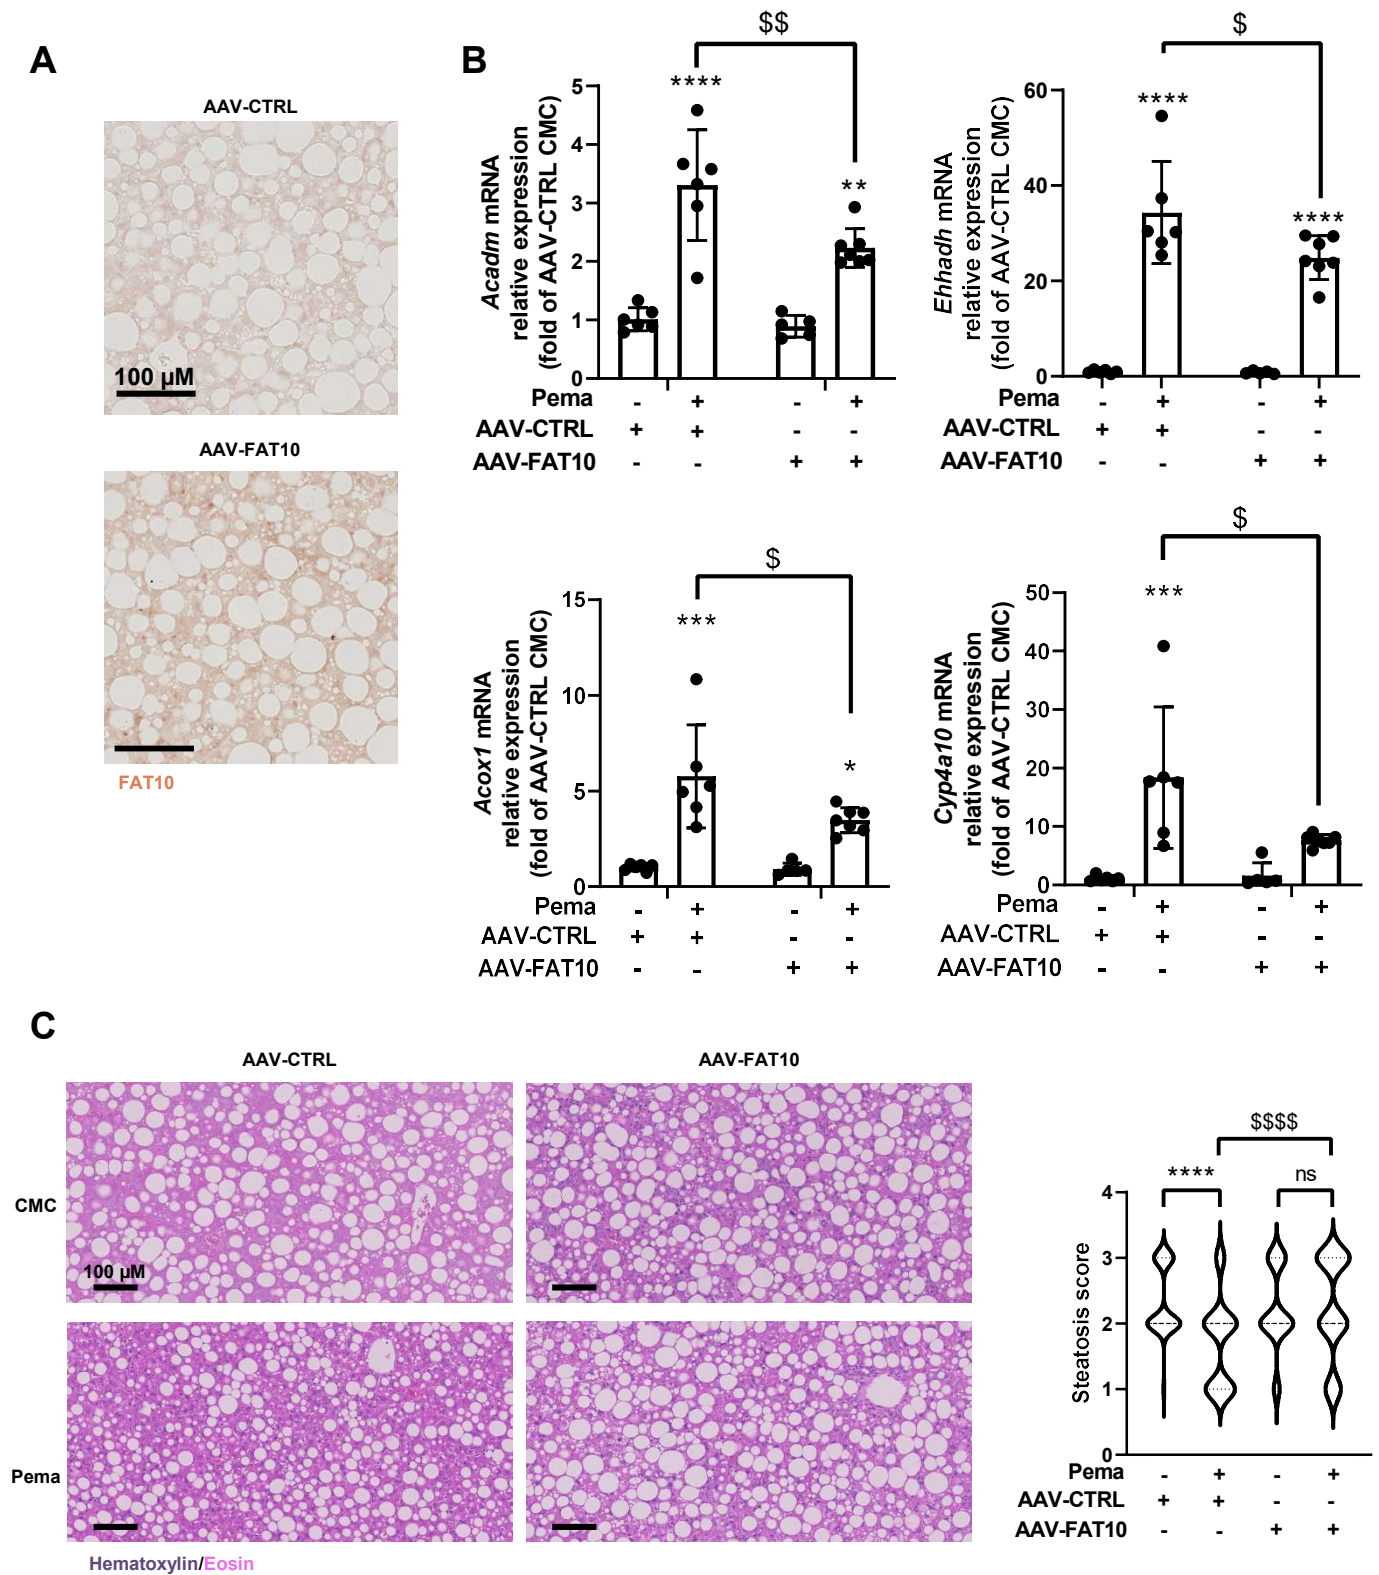 A
AAV-CTRL
100 µM
AAV-FAT10
FAT10
B
Acadm mRNA
relative expression
(fold of AAV-CTRL CMC)
5
4
3
2
1
0
$$
****
**
Pema - + - +
AAV-CTRL + + - -
AAV-FAT10 - - + +
Ehhadh mRNA
relative expression
(fold of AAV-CTRL CMC)
60
40
20
0
$
****
****
Pema - + - +
AAV-CTRL + + - -
AAV-FAT10 - - + +
Acox1 mRNA
relative expression
(fold of AAV-CTRL CMC)
15
10
5
0
$
***
*
Pema - + - +
AAV-CTRL + + - -
AAV-FAT10 - - + +
Cyp4a10 mRNA
relative expression
(fold of AAV-CTRL CMC)
50
40
30
20
10
0
$
***
Pema - + - +
AAV-CTRL + + - -
AAV-FAT10 - - + +
C
AAV-CTRL
AAV-FAT10
CMC
100 µM
Pema
Hematoxylin/Eosin
Steatosis score
4
3
2
1
0
$$$$
****
ns
Pema - + - +
AAV-CTRL + + - -
AAV-FAT10 - - + +